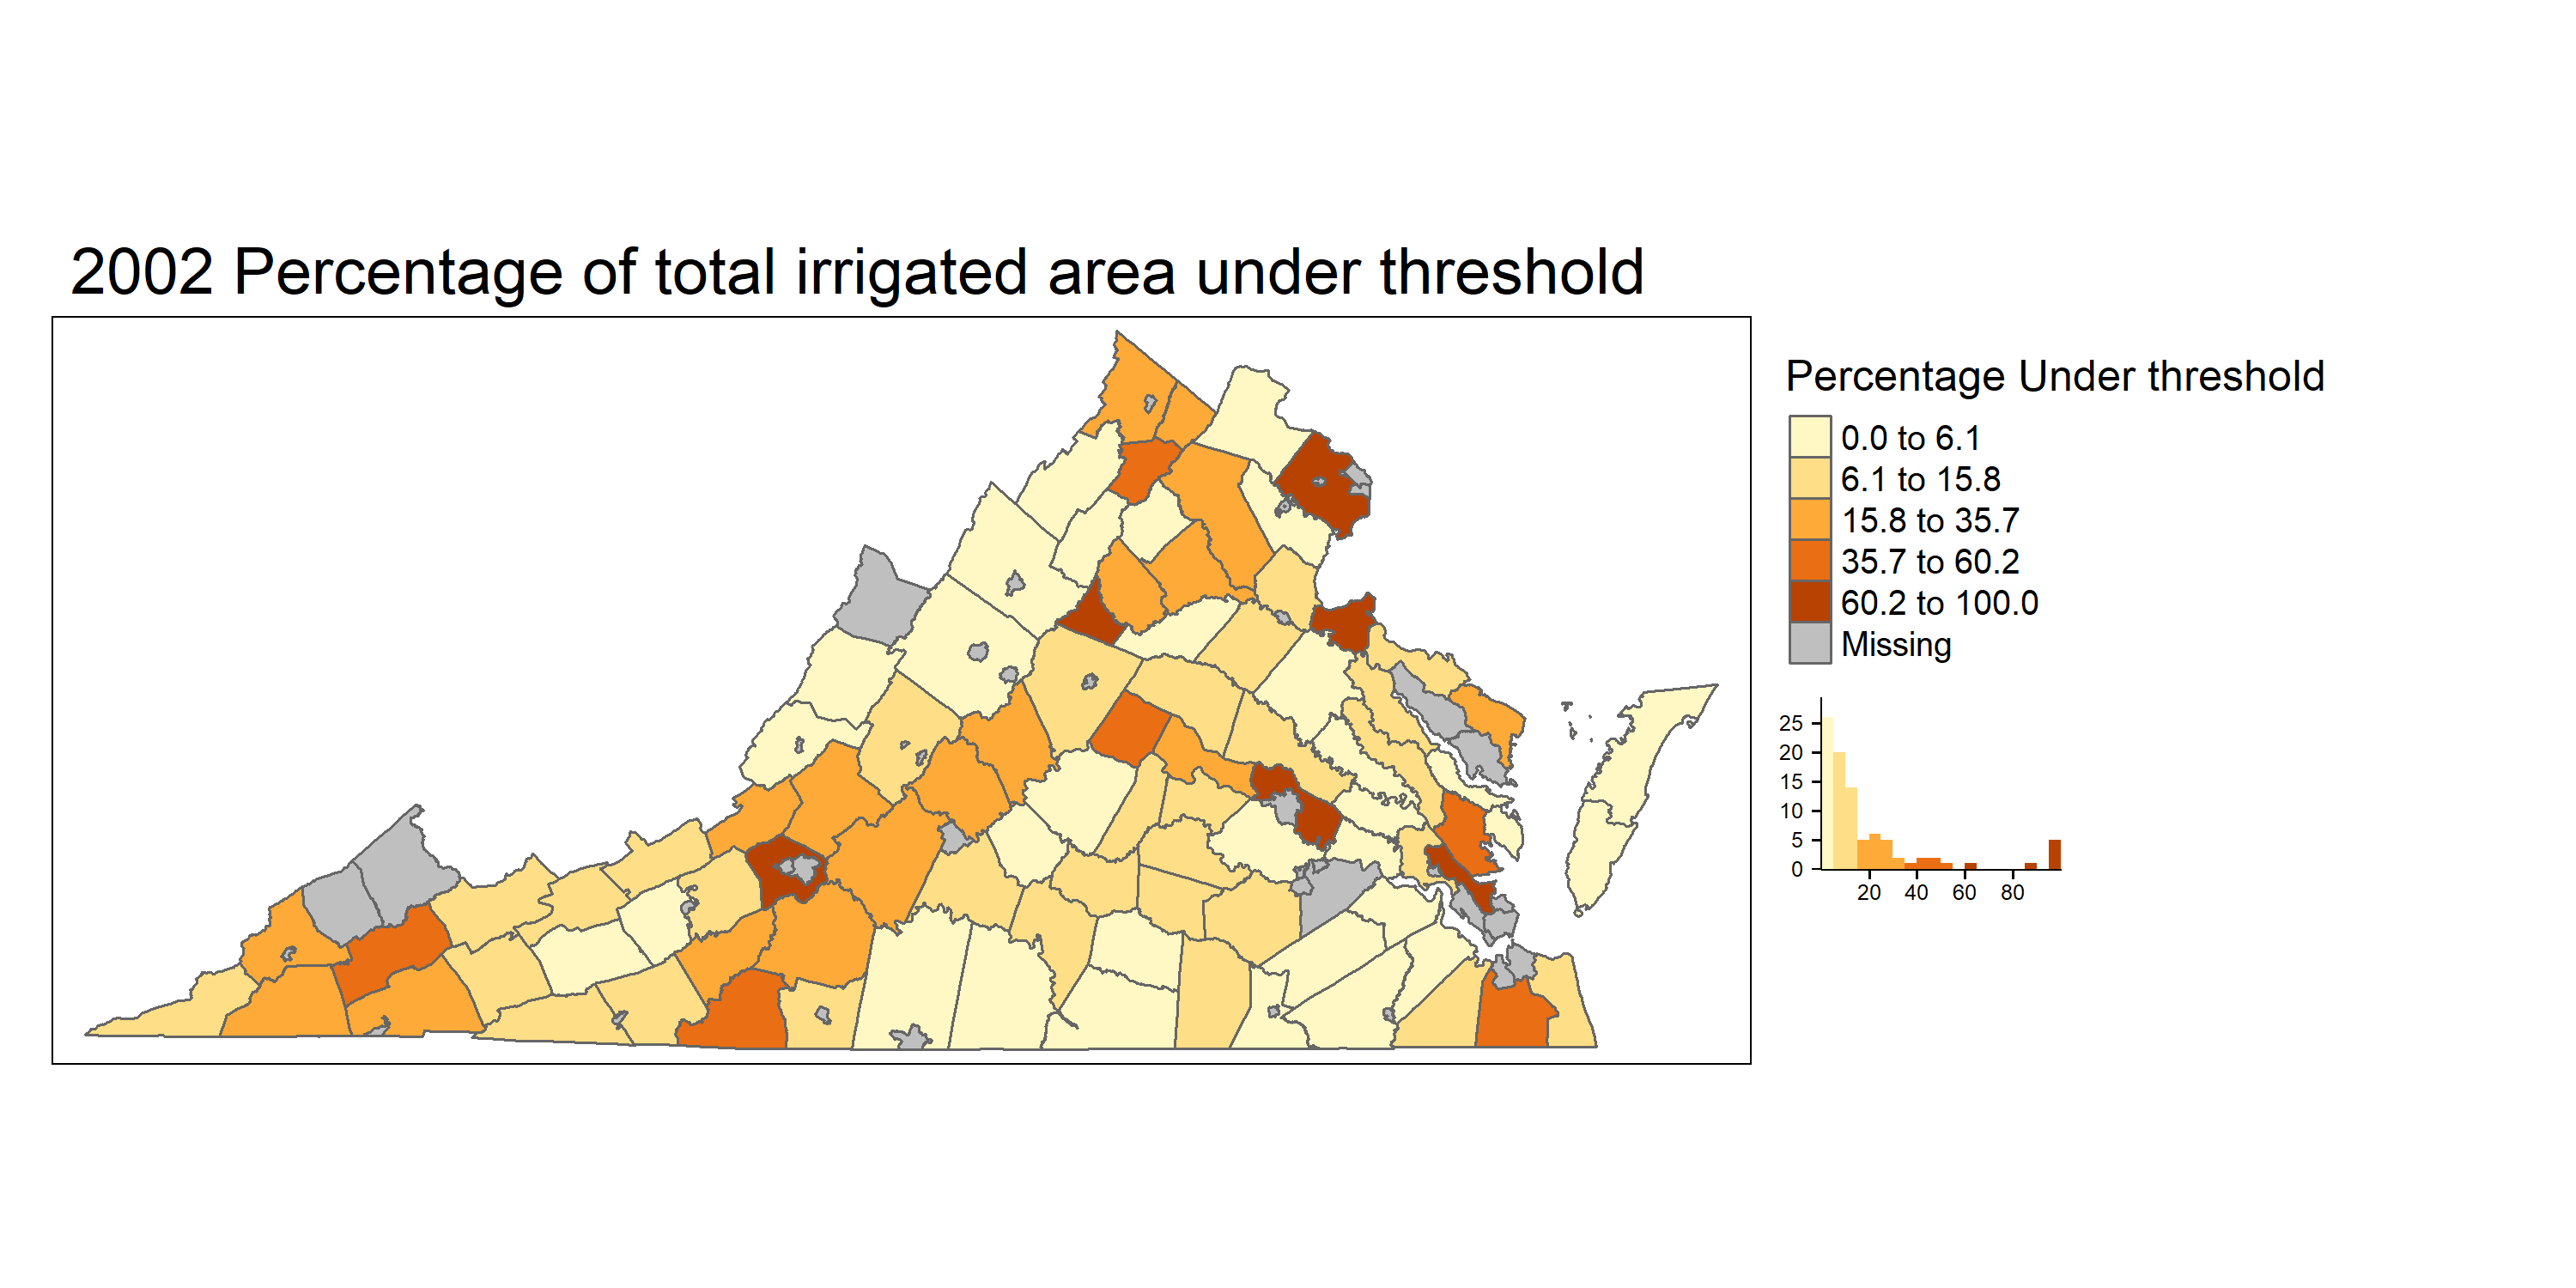 2002 Percentage of total irrigated area under threshold
Percentage Under threshold
0.0 to 6.1
6.1 to 15.8
15.8 to 35.7
35.7 to 60.2
60.2 to 100.0
Missing
25
20
15
10
5
0
20 40 60 80